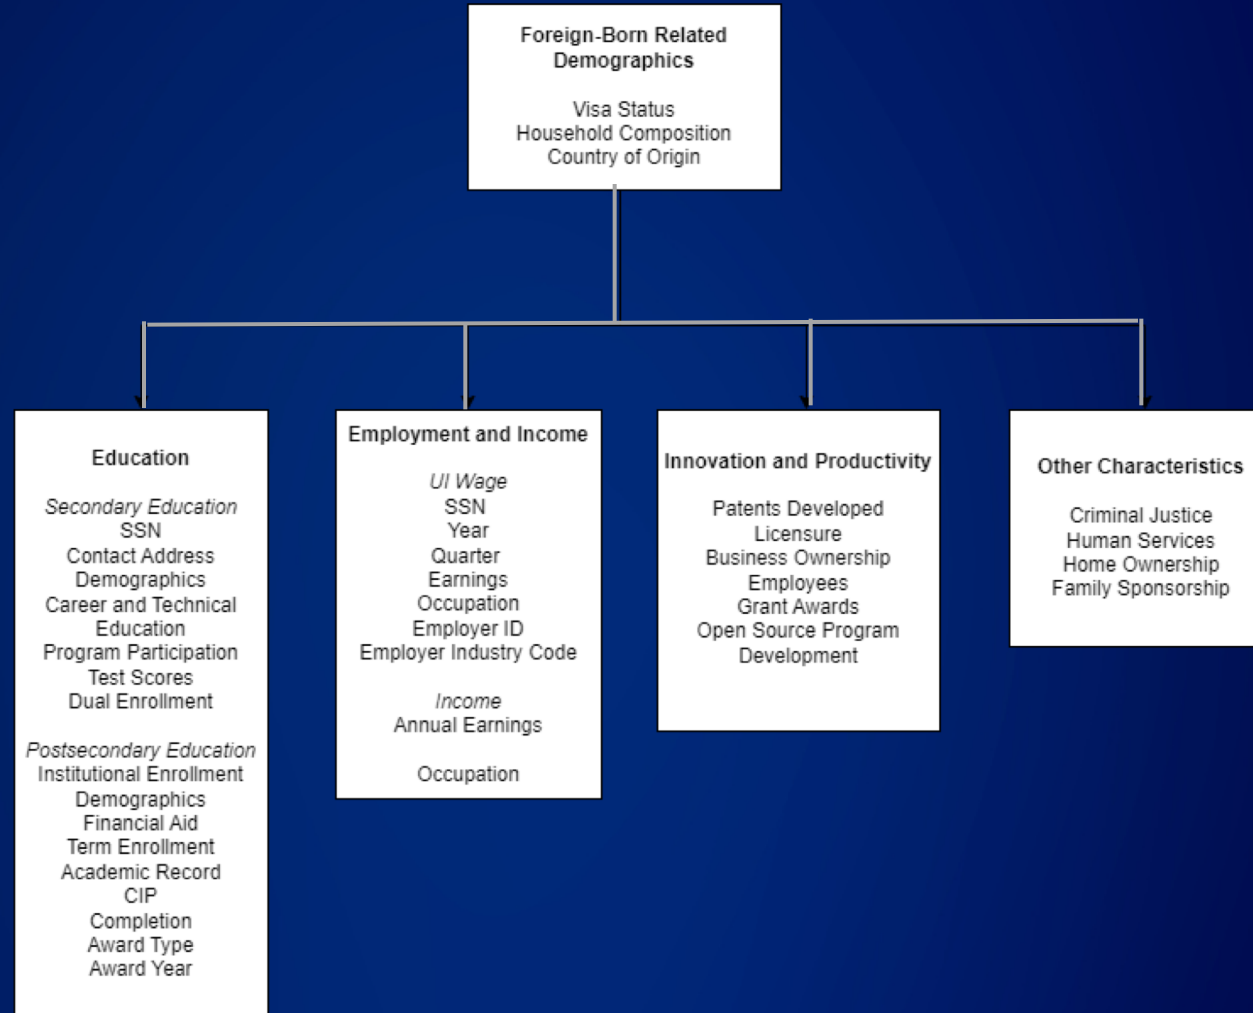 Foreign-Born Related
Demographics
Visa Status
Household Composition
Country of Origin
Education
Secondary Education
SSN
Contact Address
Demographics
Career and Technical
Education
Program Participation
Test Scores
Dual Enrollment
Postsecondary Education
Institutional Enrollment
Demographics
Financial Aid
Term Enrollment
Academic Record
CIP
Completion
Award Type
Award Year
Employment and Income
UI Wage
SSN
Year
Quarter
Earnings
Occupation
Employer ID
Employer Industry Code
Income
Annual Earnings
Occupation
Innovation and Productivity
Patents Developed
Licensure
Business Ownership
Employees
Grant Awards
Open Source Program
Development
Other Characteristics
Criminal Justice
Human Services
Home Ownership
Family Sponsorship